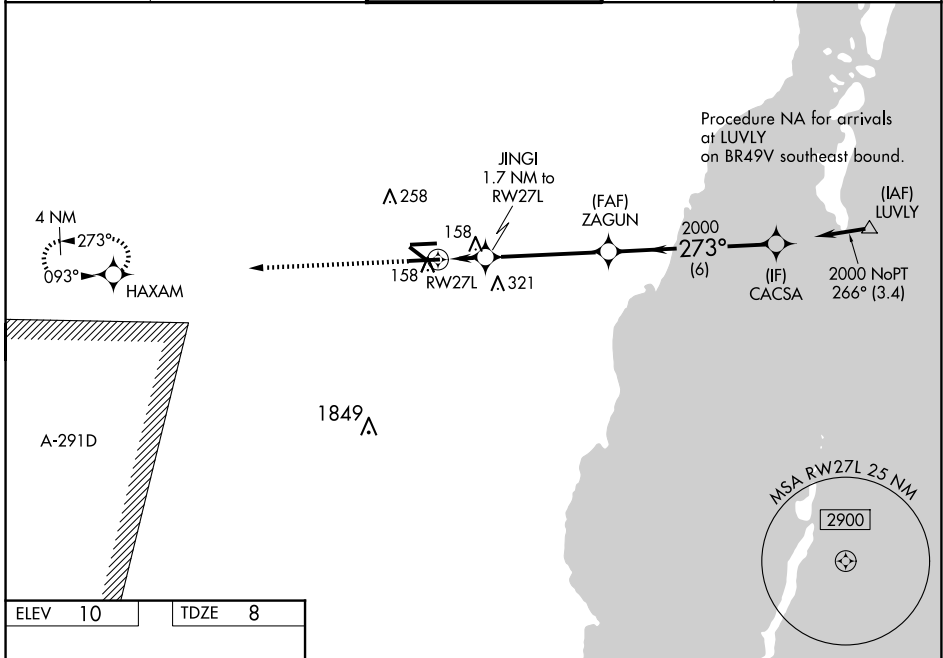 Procedure NA for arrivals
at LUVLY
on BR49V southeast bound.
JINGI
1.7 NM to
RW27L
(FAF)
ZAGUN
(IAF)
LUVLY
258
4 NM
273°
093°
HAXAM
158
158
RW27L
321
2000
273°
(6)
(IF)
CACSA
2000 NoPT
266° (3.4)
1849
A-291D
MSA RW27L 25 NM
2900
ELEV 10
TDZE 8